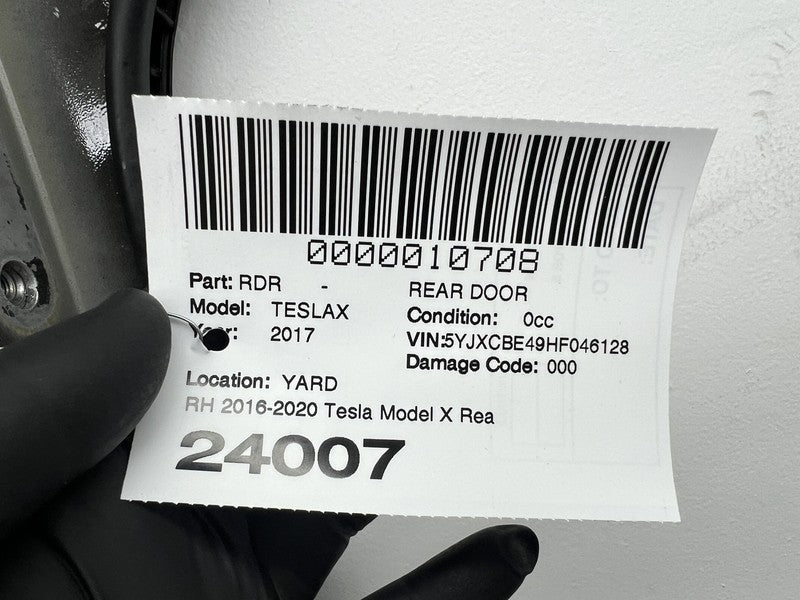 0000010708
Part: RDR - REAR DOOR
Model: TESLAX Condition: 0cc
Year: 2017 VIN:5YJXCBE49HF046128
Damage Code: 000
Location: YARD
RH 2016-2020 Tesla Model X Rea
24007